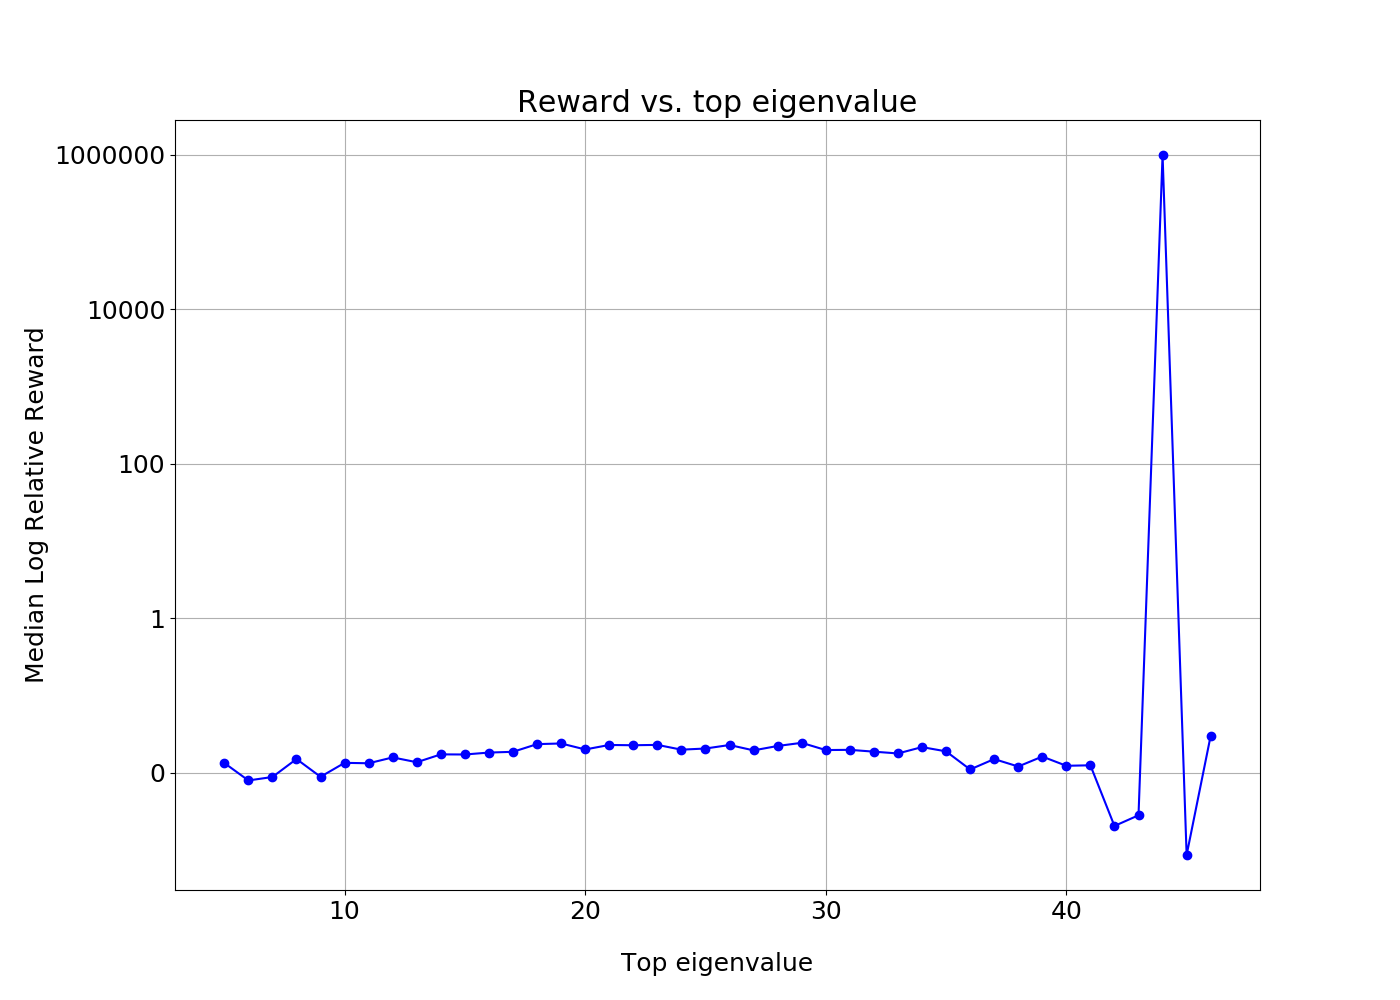 Reward vs. top eigenvalue
1000000
10000
100
1
0
Median Log Relative Reward
10 20 30 40
Top eigenvalue